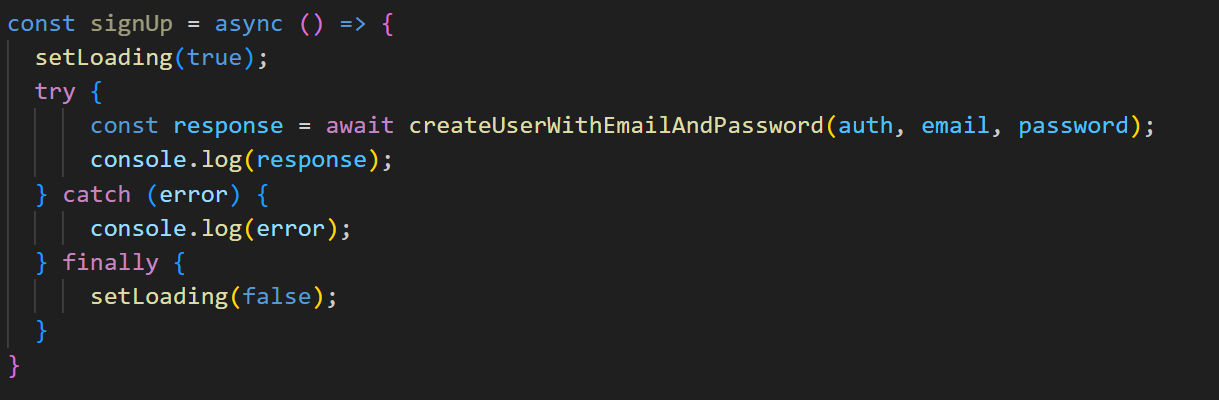 const signUp = async () => {
  setLoading(true);
  try {
      const response = await createUserWithEmailAndPassword(auth, email, password);
      console.log(response);
  } catch (error) {
      console.log(error);
  } finally {
      setLoading(false);
  }
}